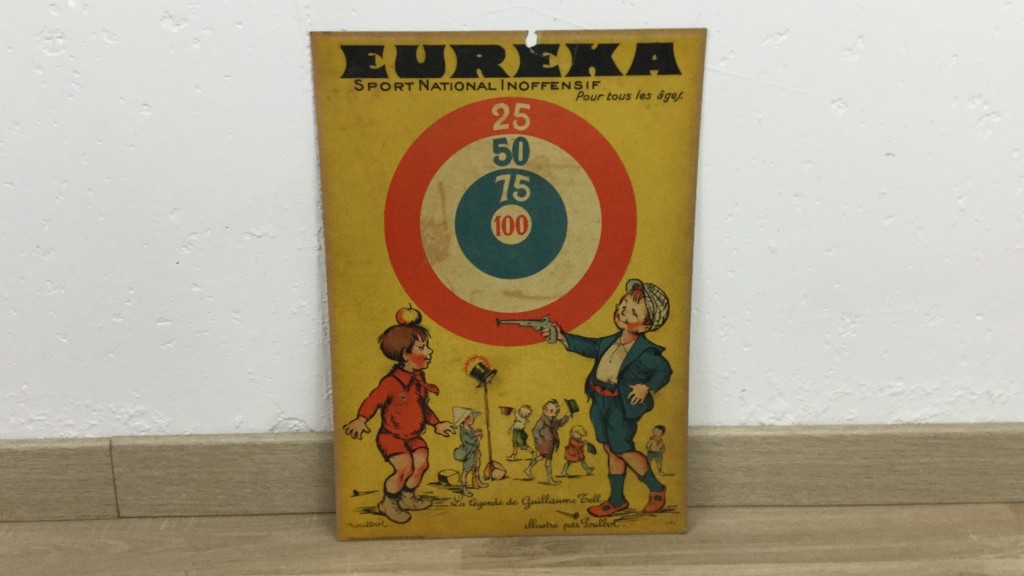 EUREKA
SPORT NATIONAL INOFFENSIF
Pour tous les âges.
25
50
75
100
La légende de Guillaume Tell
illustré par Poulbot
Poulbot